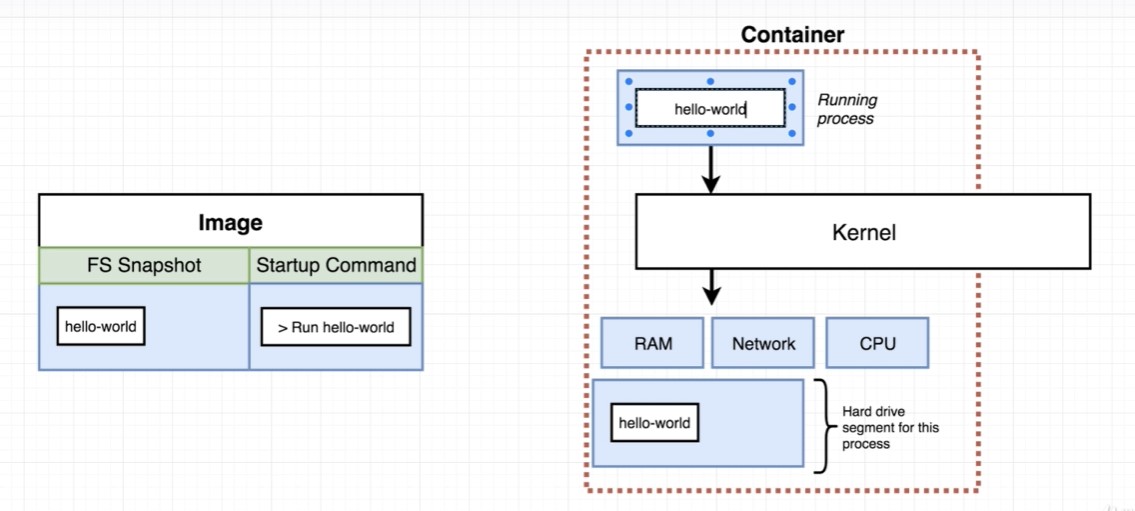 Container
hello-world
Running
process
Image
FS Snapshot
Startup Command
hello-world
> Run hello-world
Kernel
RAM
Network
CPU
hello-world
Hard drive
segment for this
process